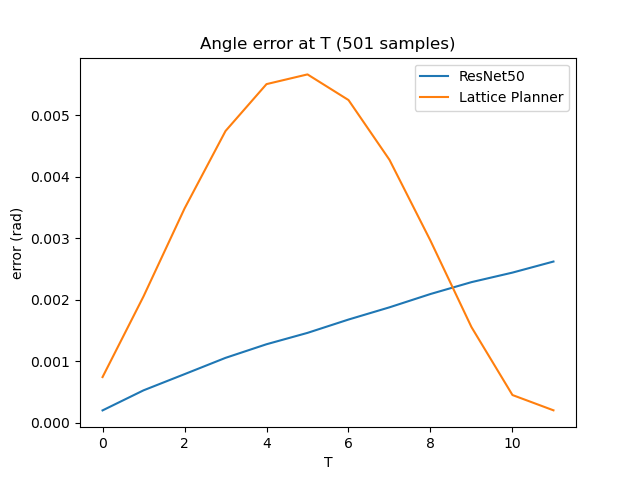 Angle error at T (501 samples)
ResNet50
Lattice Planner
error (rad)
0.005
0.004
0.003
0.002
0.001
0.000
0 2 4 6 8 10
T